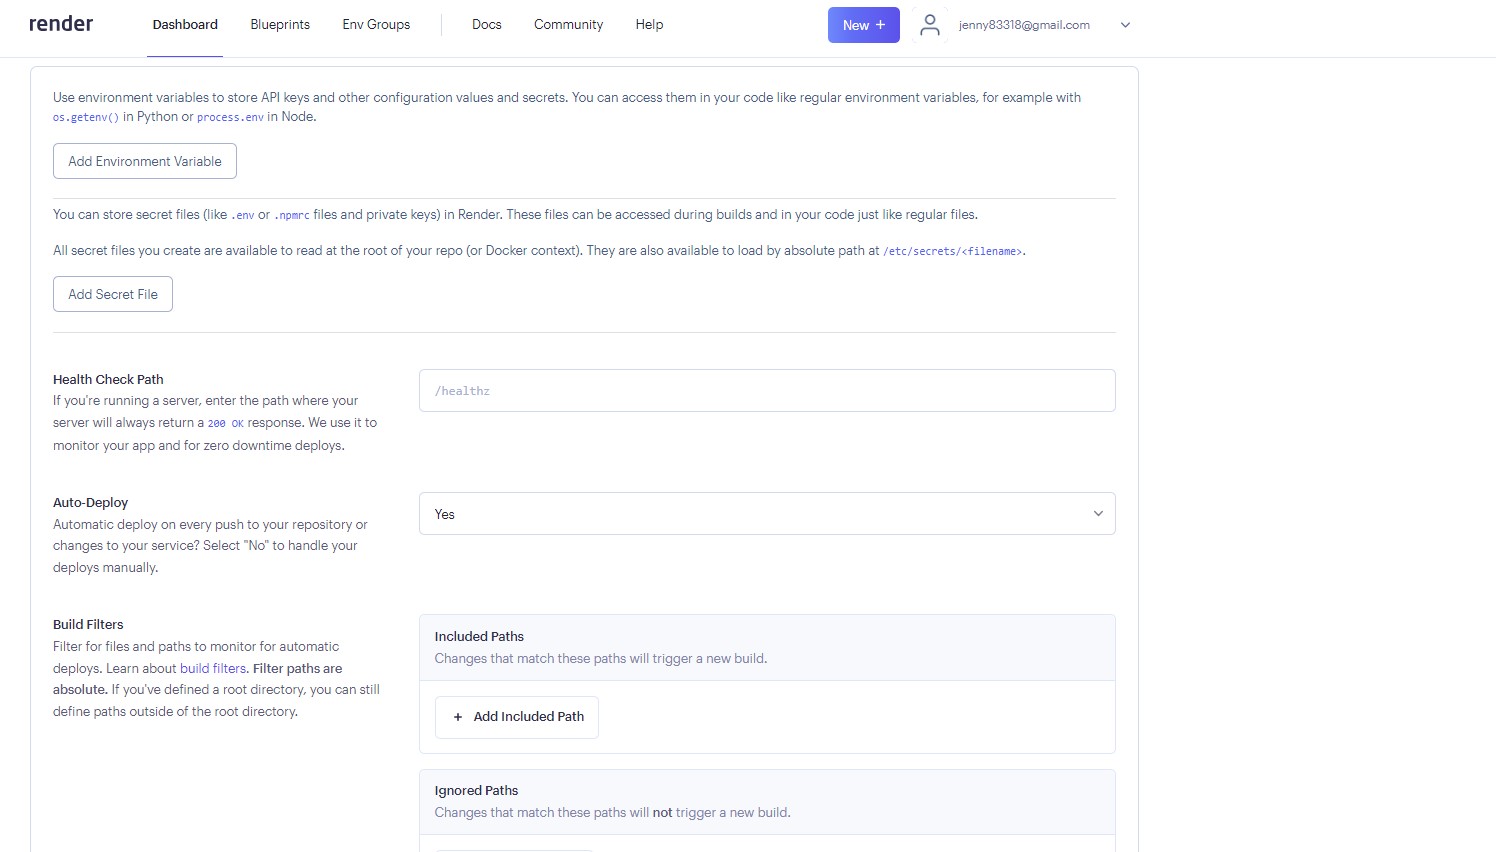 render
Dashboard
Blueprints
Env Groups
Docs
Community
Help
New +
jenny83318@gmail.com
Use environment variables to store API keys and other configuration values and secrets. You can access them in your code like regular environment variables, for example with
os.getenv() in Python or process.env in Node.
Add Environment Variable
You can store secret files (like .env or .npmrc files and private keys) in Render. These files can be accessed during builds and in your code just like regular files.
All secret files you create are available to read at the root of your repo (or Docker context). They are also available to load by absolute path at /etc/secrets/<filename>.
Add Secret File
Health Check Path
If you're running a server, enter the path where your
server will always return a 200 OK response. We use it to
monitor your app and for zero downtime deploys.
/healthz
Auto-Deploy
Automatic deploy on every push to your repository or
changes to your service? Select "No" to handle your
deploys manually.
Yes
Build Filters
Filter for files and paths to monitor for automatic
deploys. Learn about build filters. Filter paths are
absolute. If you've defined a root directory, you can still
define paths outside of the root directory.
Included Paths
Changes that match these paths will trigger a new build.
+ Add Included Path
Ignored Paths
Changes that match these paths will not trigger a new build.